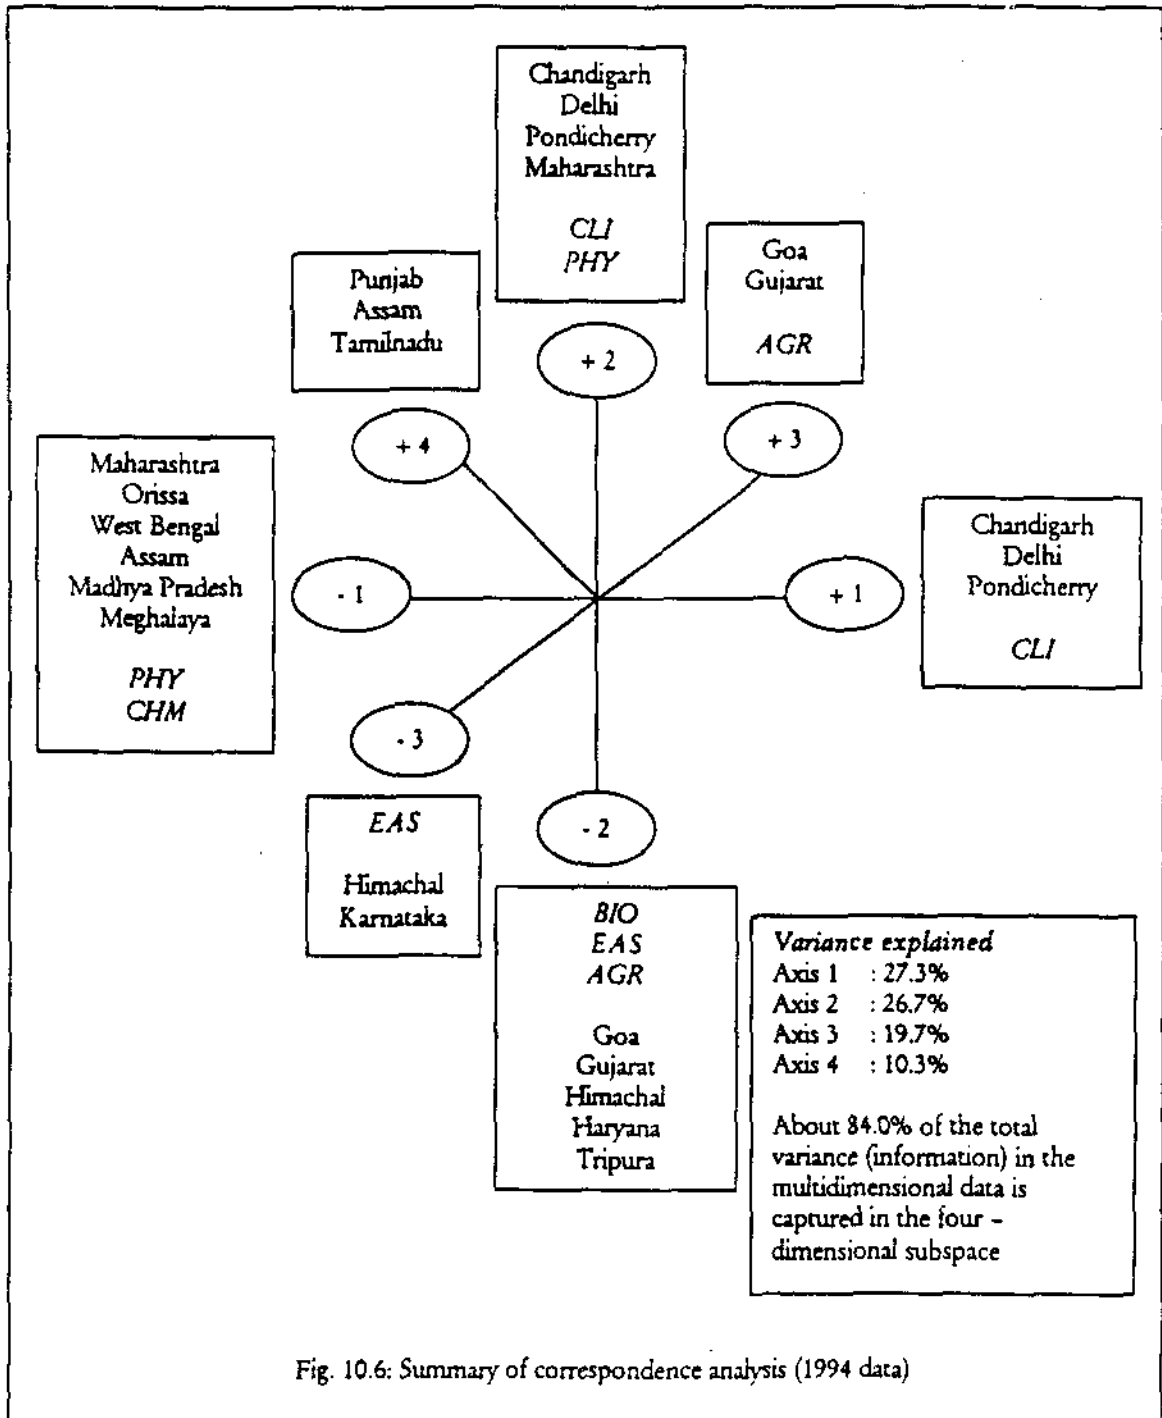 Chandigarh
Delhi
Pondicherry
Maharashtra
CLI
PHY
+ 2
Goa
Gujarat
AGR
+ 3
Punjab
Assam
Tamilnadu
+ 4
Maharashtra
Orissa
West Bengal
Assam
Madhya Pradesh
Meghalaya
PHY
CHM
- 1
+ 1
Chandigarh
Delhi
Pondicherry
CLI
- 3
EAS
Himachal
Karnataka
- 2
BIO
EAS
AGR
Goa
Gujarat
Himachal
Haryana
Tripura
Variance explained
Axis 1 : 27.3%
Axis 2 : 26.7%
Axis 3 : 19.7%
Axis 4 : 10.3%
About 84.0% of the total
variance (information) in the
multidimensional data is
captured in the four –
dimensional subspace
Fig. 10.6: Summary of correspondence analysis (1994 data)